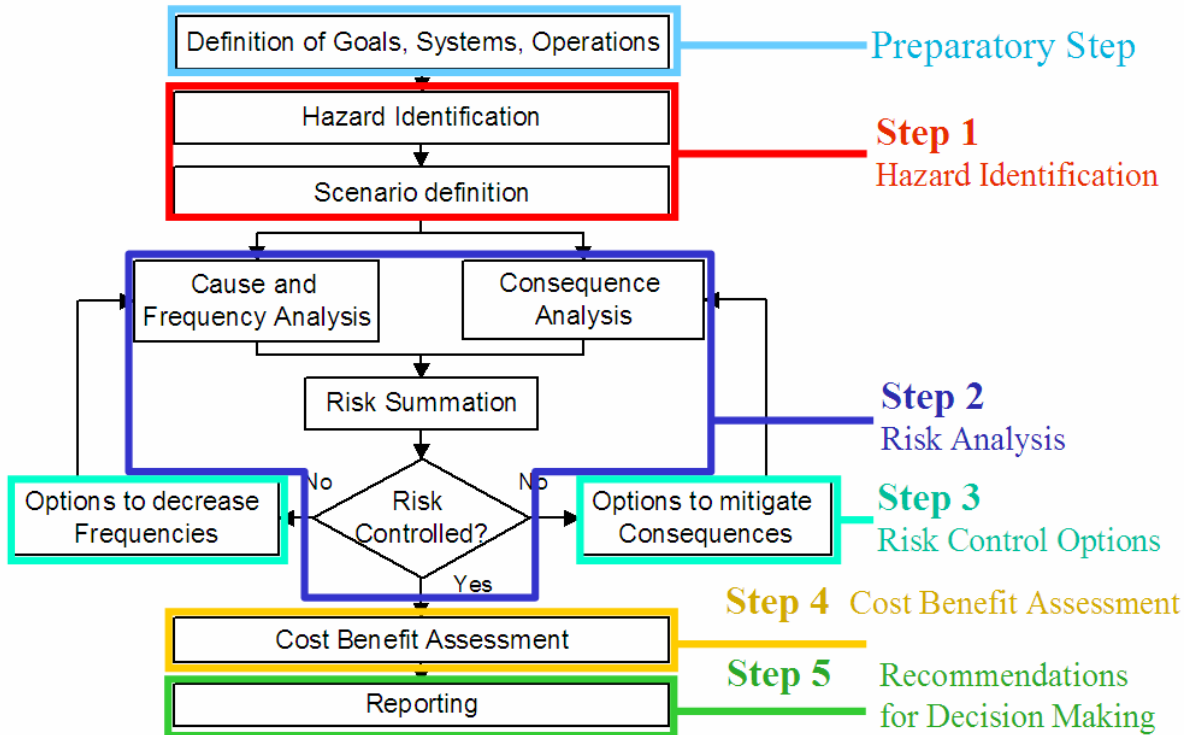 Definition of Goals, Systems, Operations
Preparatory Step
Hazard Identification
Step 1
Hazard Identification
Scenario definition
Cause and
Frequency Analysis
Consequence
Analysis
Risk Summation
Step 2
Risk Analysis
No
No
Options to decrease
Frequencies
Risk
Controlled?
Options to mitigate
Consequences
Step 3
Risk Control Options
Yes
Step 4 Cost Benefit Assessment
Cost Benefit Assessment
Step 5 Recommendations
for Decision Making
Reporting